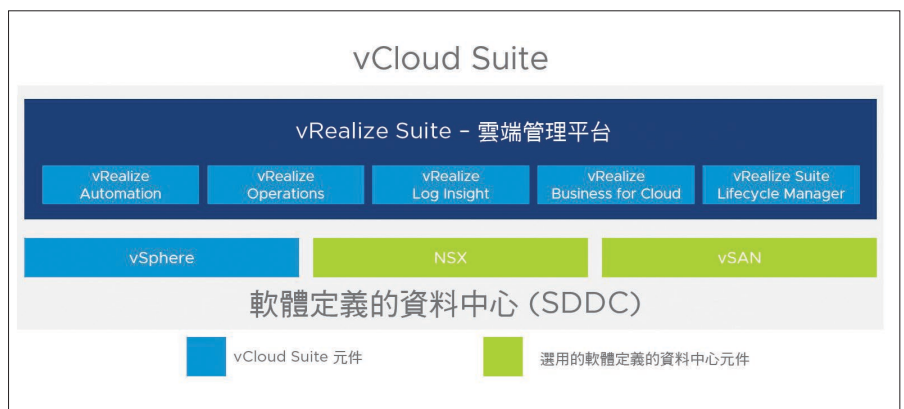 vCloud Suite
vRealize Suite – 雲端管理平台
vRealize
Automation
vRealize
Operations
vRealize
Log Insight
vRealize
Business for Cloud
vRealize Suite
Lifecycle Manager
vSphere
NSX
vSAN
軟體定義的資料中心 (SDDC)
vCloud Suite 元件
選用的軟體定義的資料中心元件